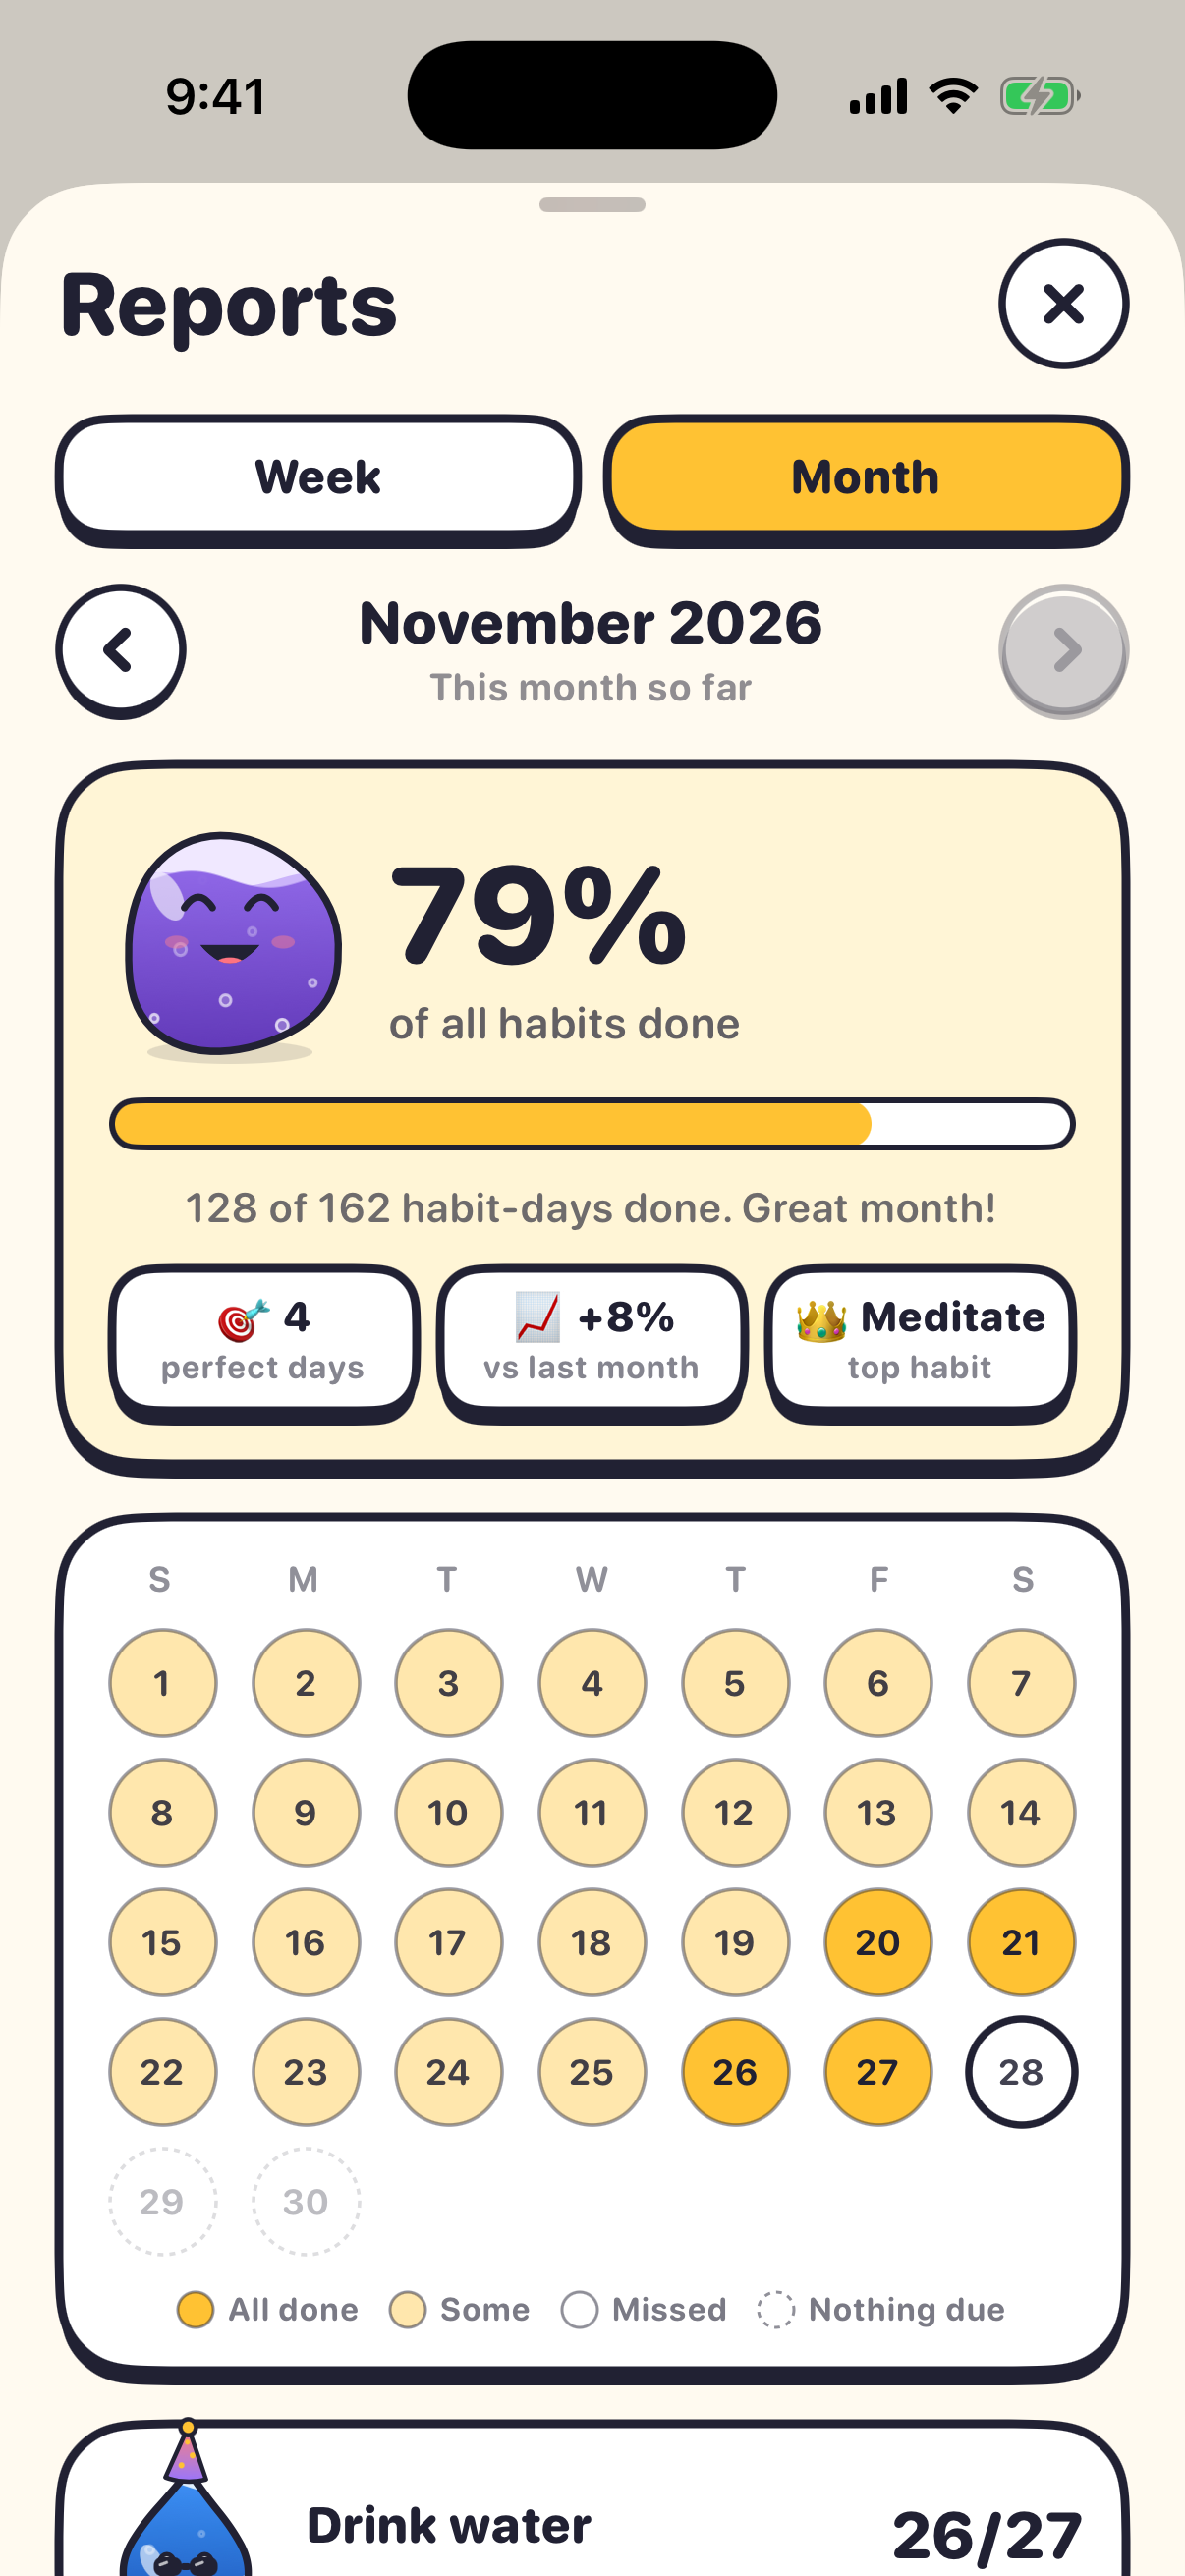 9:41
Reports
Week
Month
November 2026
This month so far
79%
of all habits done
128 of 162 habit-days done. Great month!
4
perfect days
+8%
vs last month
Meditate
top habit
S M T W T F S
1 2 3 4 5 6 7
8 9 10 11 12 13 14
15 16 17 18 19 20 21
22 23 24 25 26 27 28
29 30
All done Some Missed Nothing due
Drink water
26/27